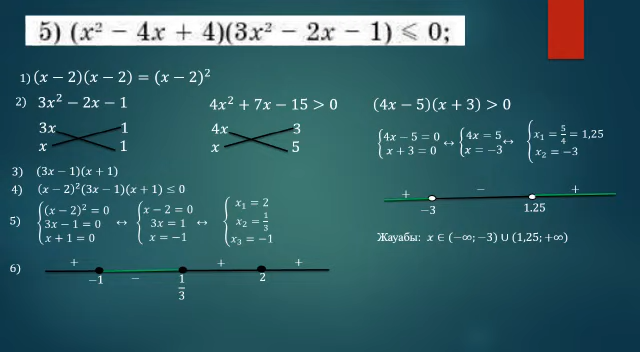 5) (x² − 4x + 4)(3x² − 2x − 1) ⩽ 0;
1) (x − 2)(x − 2) = (x − 2)²
2) 3x² − 2x − 1
3x 1
x 1
3) (3x − 1)(x + 1)
4) (x − 2)²(3x − 1)(x + 1) ≤ 0
5) { (x − 2)² = 0 ↔ { x − 2 = 0 ↔ { x₁ = 2
3x − 1 = 0 3x = 1 x₂ = 1/3
x + 1 = 0 x = −1 x₃ = −1
6) + − + +
−1 1/3 2
4x² + 7x − 15 > 0
4x 3
x 5
(4x − 5)(x + 3) > 0
{ 4x − 5 = 0 ↔ { 4x = 5 ↔ { x₁ = 5/4 = 1,25
x + 3 = 0 x = −3 x₂ = −3
+ − +
−3 1.25
Жауабы: x ∈ (−∞; −3) ∪ (1,25; +∞)